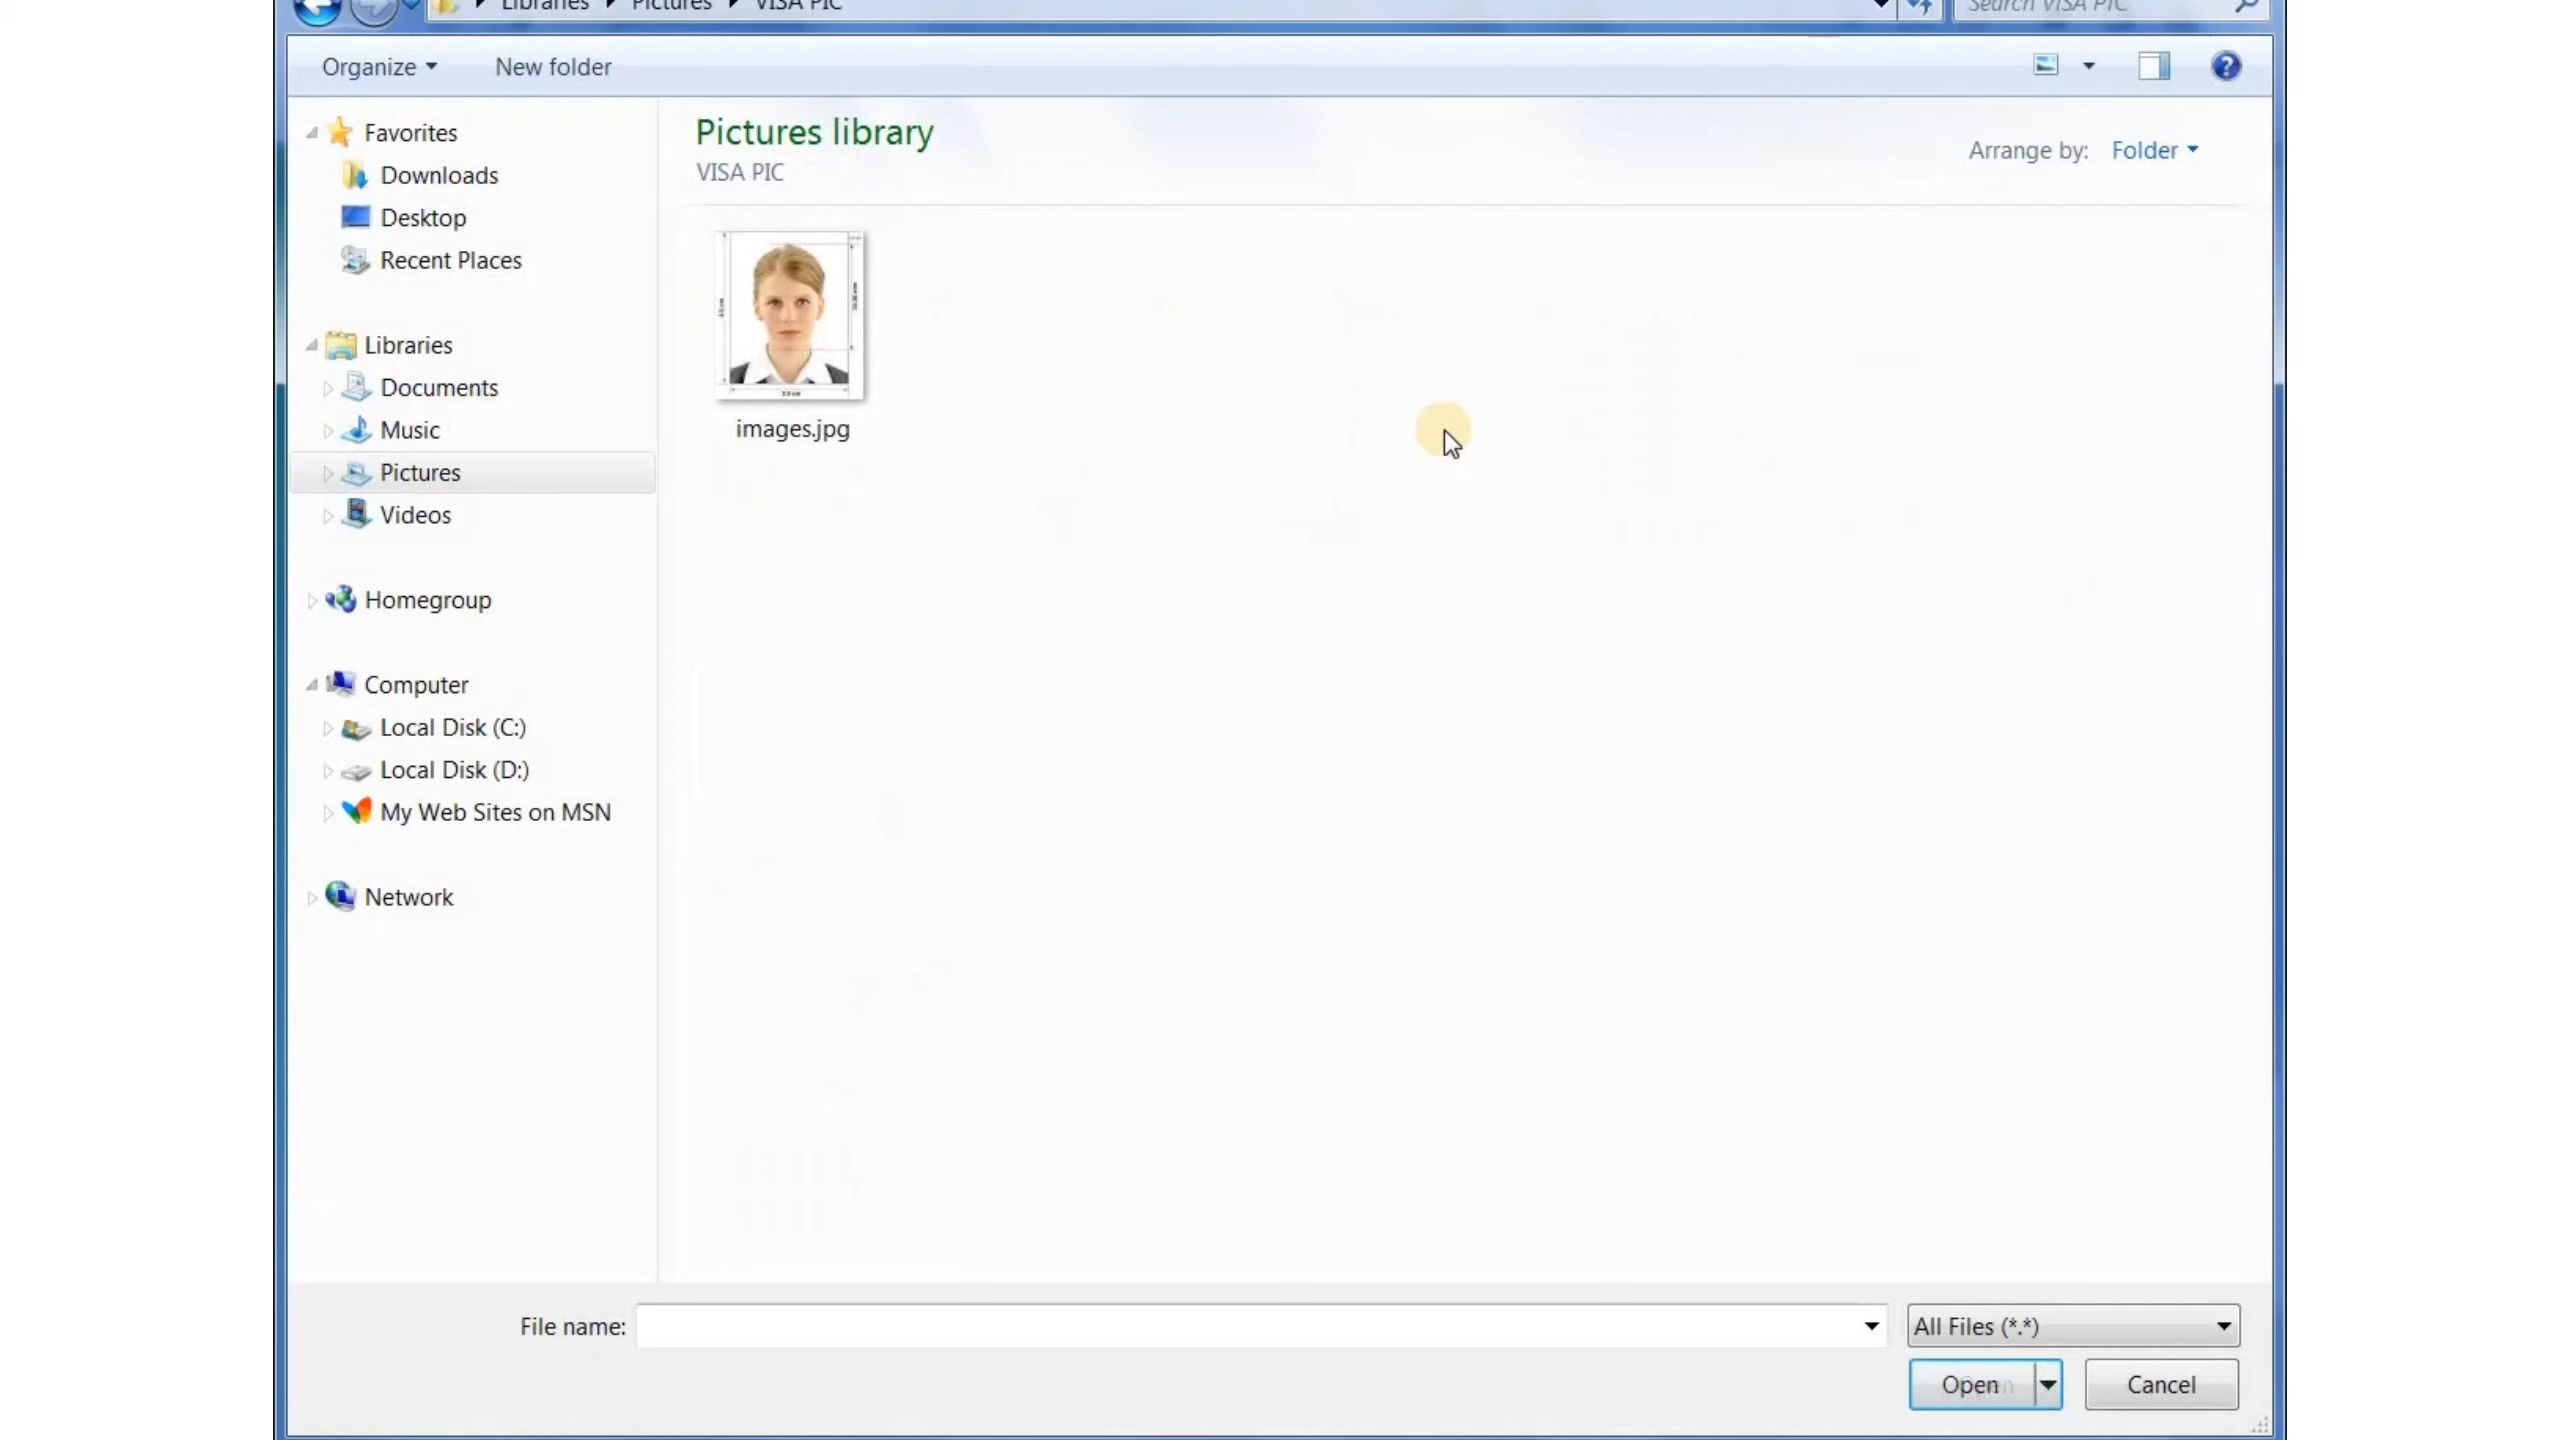 Libraries Pictures VISA PIC
Search VISA PIC
Organize New folder
Favorites
Downloads
Desktop
Recent Places
Libraries
Documents
Music
Pictures
Videos
Homegroup
Computer
Local Disk (C:)
Local Disk (D:)
My Web Sites on MSN
Network
Pictures library
VISA PIC
Arrange by: Folder
images.jpg
File name:
All Files (*.*)
Open
Cancel